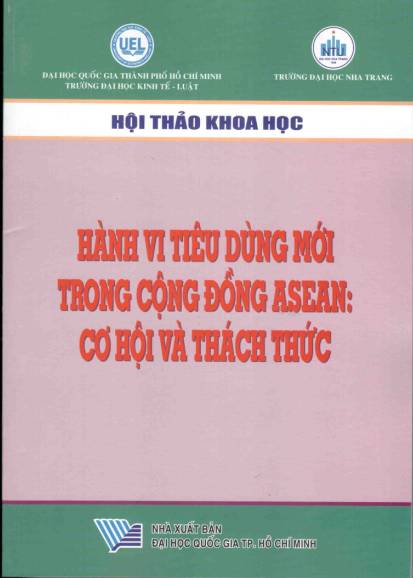 UEL
NTU
ĐẠI HỌC QUỐC GIA THÀNH PHỐ HỒ CHÍ MINH
TRƯỜNG ĐẠI HỌC KINH TẾ - LUẬT
TRƯỜNG ĐẠI HỌC NHA TRANG
HỘI THẢO KHOA HỌC
HÀNH VI TIÊU DÙNG MỚI
TRONG CỘNG ĐỒNG ASEAN:
CƠ HỘI VÀ THÁCH THỨC
NHÀ XUẤT BẢN
ĐẠI HỌC QUỐC GIA TP. HỒ CHÍ MINH